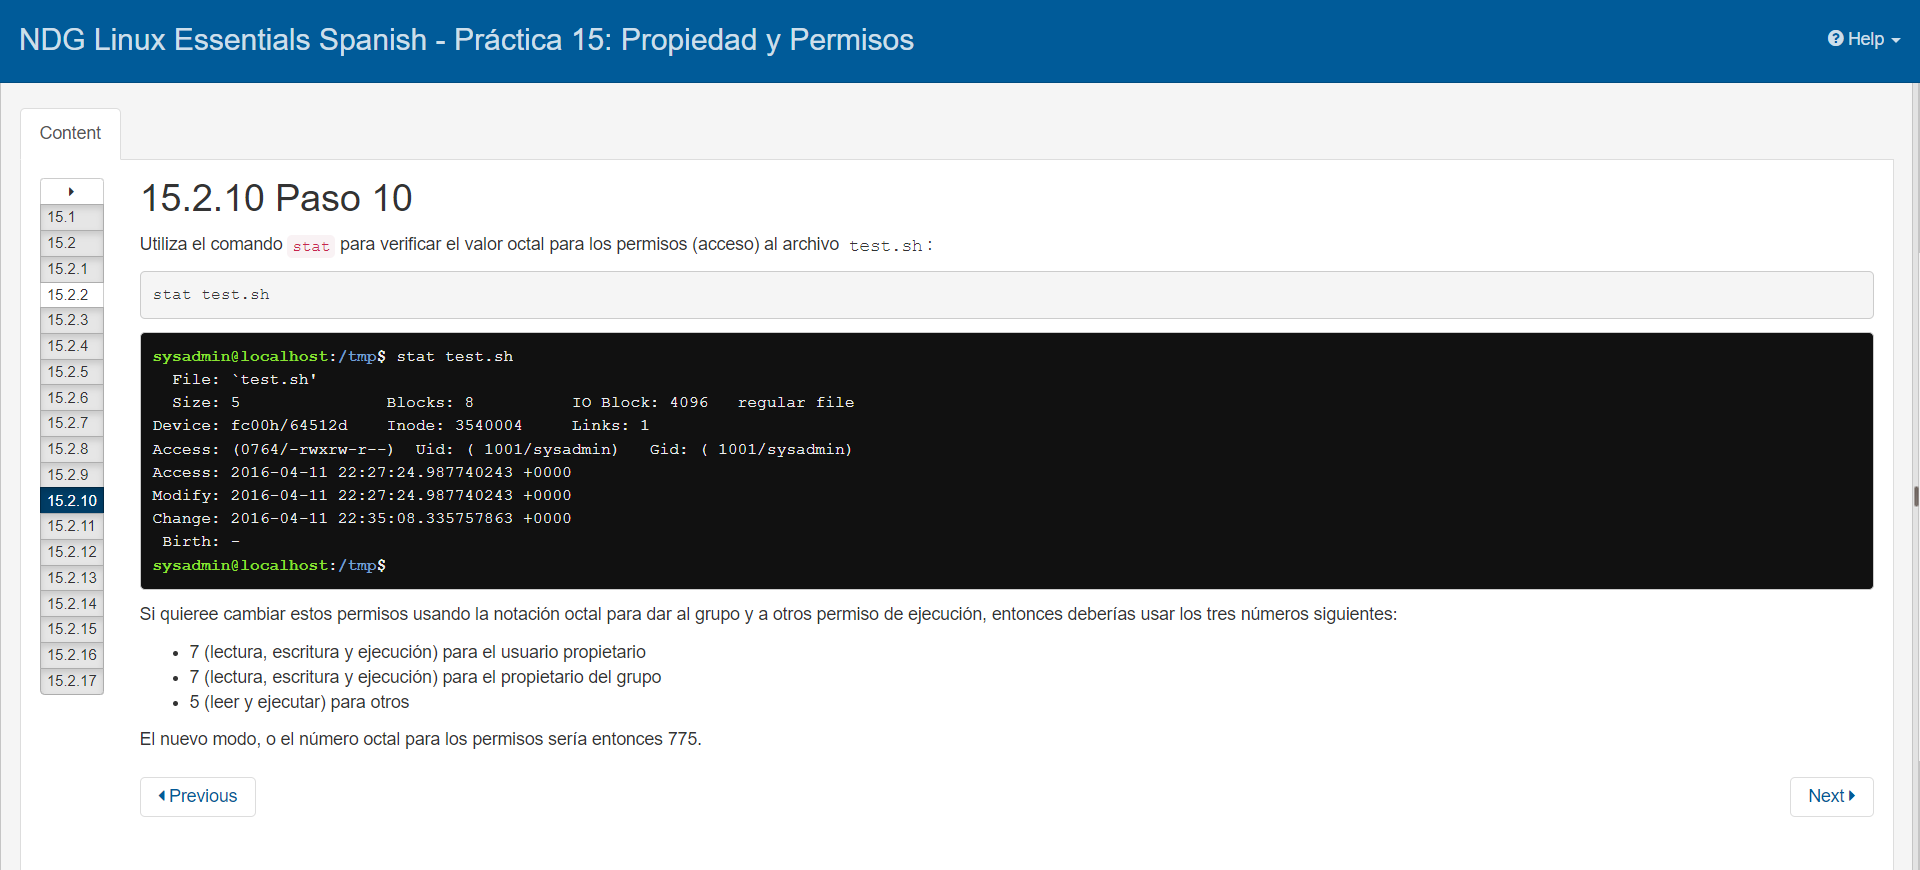 NDG Linux Essentials Spanish - Práctica 15: Propiedad y Permisos
Help
Content
15.1
15.2
15.2.1
15.2.2
15.2.3
15.2.4
15.2.5
15.2.6
15.2.7
15.2.8
15.2.9
15.2.10
15.2.11
15.2.12
15.2.13
15.2.14
15.2.15
15.2.16
15.2.17
15.2.10 Paso 10
Utiliza el comando stat para verificar el valor octal para los permisos (acceso) al archivo test.sh :
stat test.sh
sysadmin@localhost:/tmp$ stat test.sh
File: `test.sh'
Size: 5 Blocks: 8 IO Block: 4096 regular file
Device: fc00h/64512d Inode: 3540004 Links: 1
Access: (0764/-rwxrw-r--) Uid: ( 1001/sysadmin) Gid: ( 1001/sysadmin)
Access: 2016-04-11 22:27:24.987740243 +0000
Modify: 2016-04-11 22:27:24.987740243 +0000
Change: 2016-04-11 22:35:08.335757863 +0000
Birth: -
sysadmin@localhost:/tmp$
Si quieree cambiar estos permisos usando la notación octal para dar al grupo y a otros permiso de ejecución, entonces deberías usar los tres números siguientes:
• 7 (lectura, escritura y ejecución) para el usuario propietario
• 7 (lectura, escritura y ejecución) para el propietario del grupo
• 5 (leer y ejecutar) para otros
El nuevo modo, o el número octal para los permisos sería entonces 775.
Previous
Next